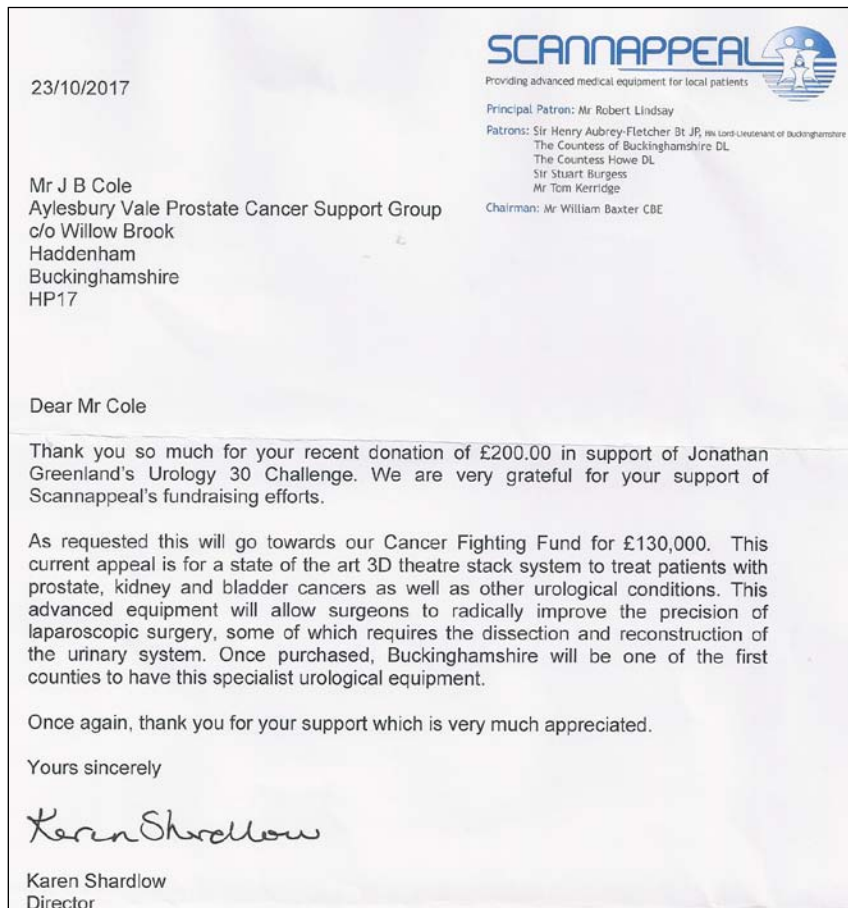 SCANNAPPEAL
Providing advanced medical equipment for local patients
23/10/2017
Principal Patron: Mr Robert Lindsay
Patrons: Sir Henry Aubrey-Fletcher Bt JP, HM Lord-Lieutenant of Buckinghamshire
The Countess of Buckinghamshire DL
The Countess Howe DL
Sir Stuart Burgess
Mr Tom Kerridge
Chairman: Mr William Baxter CBE
Mr J B Cole
Aylesbury Vale Prostate Cancer Support Group
c/o Willow Brook
Haddenham
Buckinghamshire
HP17
Dear Mr Cole
Thank you so much for your recent donation of £200.00 in support of Jonathan
Greenland's Urology 30 Challenge. We are very grateful for your support of
Scannappeal's fundraising efforts.
As requested this will go towards our Cancer Fighting Fund for £130,000. This
current appeal is for a state of the art 3D theatre stack system to treat patients with
prostate, kidney and bladder cancers as well as other urological conditions. This
advanced equipment will allow surgeons to radically improve the precision of
laparoscopic surgery, some of which requires the dissection and reconstruction of
the urinary system. Once purchased, Buckinghamshire will be one of the first
counties to have this specialist urological equipment.
Once again, thank you for your support which is very much appreciated.
Yours sincerely
Karen Shardlow
Karen Shardlow
Director